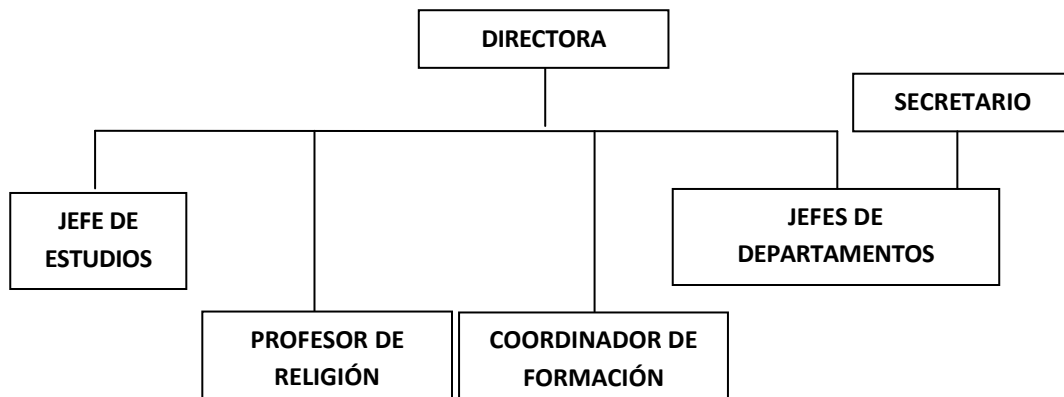 DIRECTORA
SECRETARIO
JEFE DE
ESTUDIOS
JEFES DE
DEPARTAMENTOS
PROFESOR DE
RELIGIÓN
COORDINADOR DE
FORMACIÓN